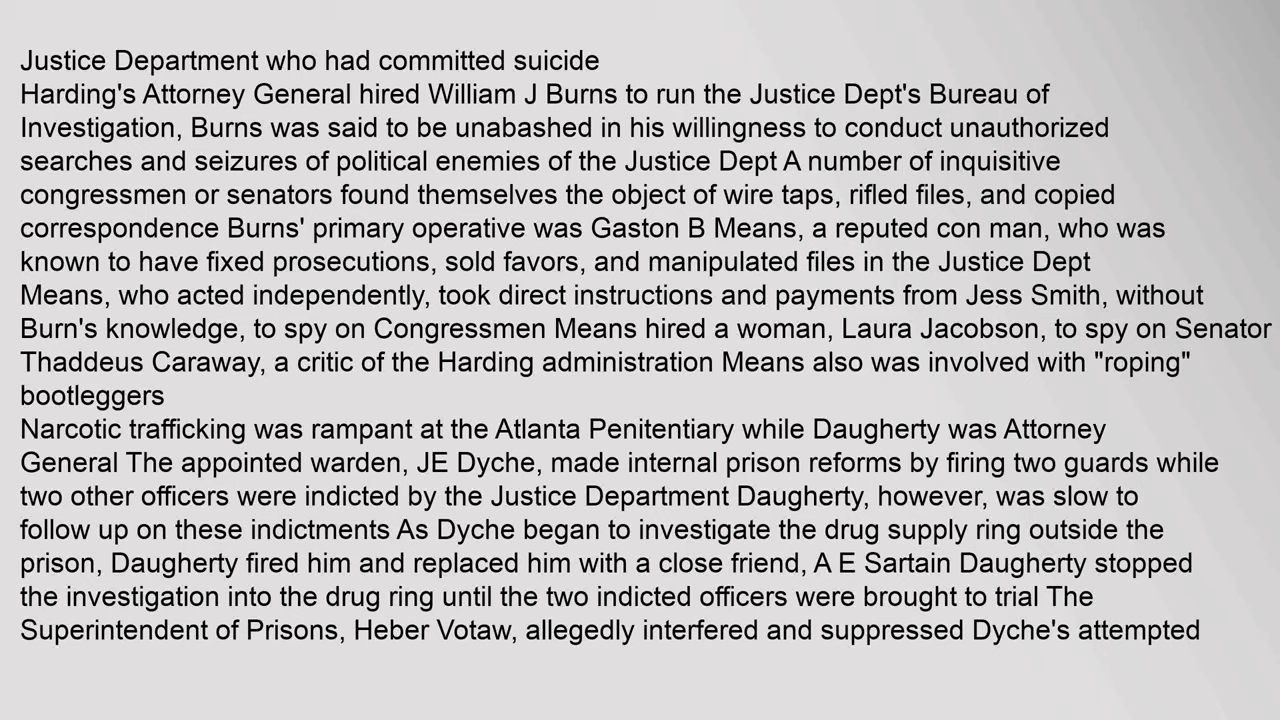 Justice Department who had committed suicide
Harding's Attorney General hired William J Burns to run the Justice Dept's Bureau of
Investigation, Burns was said to be unabashed in his willingness to conduct unauthorized
searches and seizures of political enemies of the Justice Dept A number of inquisitive
congressmen or senators found themselves the object of wire taps, rifled files, and copied
correspondence Burns' primary operative was Gaston B Means, a reputed con man, who was
known to have fixed prosecutions, sold favors, and manipulated files in the Justice Dept
Means, who acted independently, took direct instructions and payments from Jess Smith, without
Burn's knowledge, to spy on Congressmen Means hired a woman, Laura Jacobson, to spy on Senator
Thaddeus Caraway, a critic of the Harding administration Means also was involved with "roping"
bootleggers
Narcotic trafficking was rampant at the Atlanta Penitentiary while Daugherty was Attorney
General The appointed warden, JE Dyche, made internal prison reforms by firing two guards while
two other officers were indicted by the Justice Department Daugherty, however, was slow to
follow up on these indictments As Dyche began to investigate the drug supply ring outside the
prison, Daugherty fired him and replaced him with a close friend, A E Sartain Daugherty stopped
the investigation into the drug ring until the two indicted officers were brought to trial The
Superintendent of Prisons, Heber Votaw, allegedly interfered and suppressed Dyche's attempted